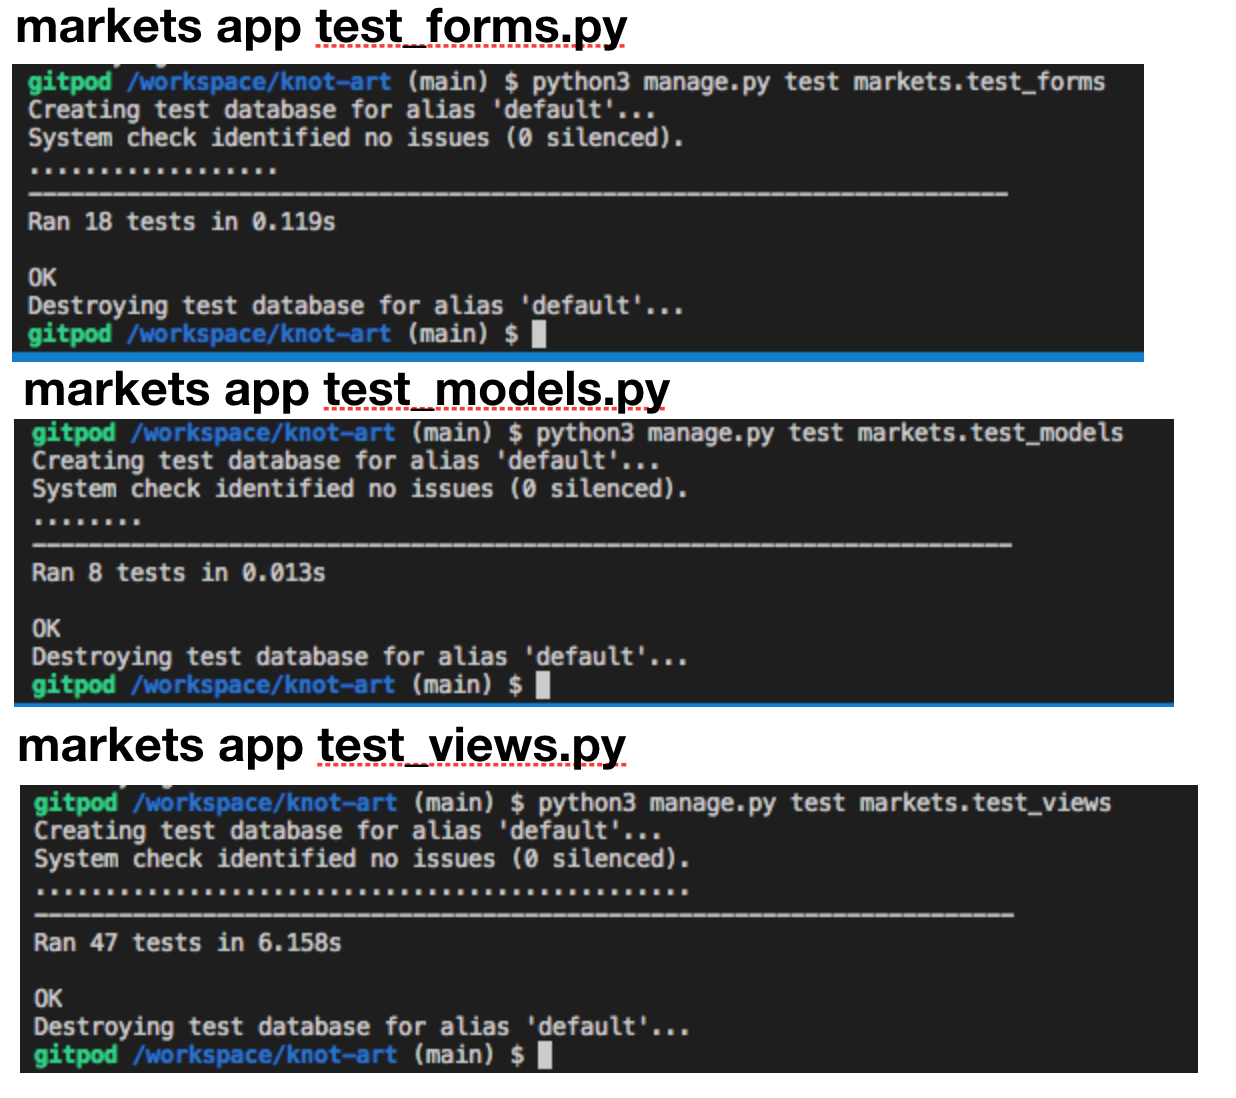 markets app test_forms.py
gitpod /workspace/knot-art (main) $ python3 manage.py test markets.test_forms
Creating test database for alias 'default'...
System check identified no issues (0 silenced).
..................
----------------------------------------------------------------------
Ran 18 tests in 0.119s
OK
Destroying test database for alias 'default'...
gitpod /workspace/knot-art (main) $
markets app test_models.py
gitpod /workspace/knot-art (main) $ python3 manage.py test markets.test_models
Creating test database for alias 'default'...
System check identified no issues (0 silenced).
........
----------------------------------------------------------------------
Ran 8 tests in 0.013s
OK
Destroying test database for alias 'default'...
gitpod /workspace/knot-art (main) $
markets app test_views.py
gitpod /workspace/knot-art (main) $ python3 manage.py test markets.test_views
Creating test database for alias 'default'...
System check identified no issues (0 silenced).
...............................................
----------------------------------------------------------------------
Ran 47 tests in 6.158s
OK
Destroying test database for alias 'default'...
gitpod /workspace/knot-art (main) $